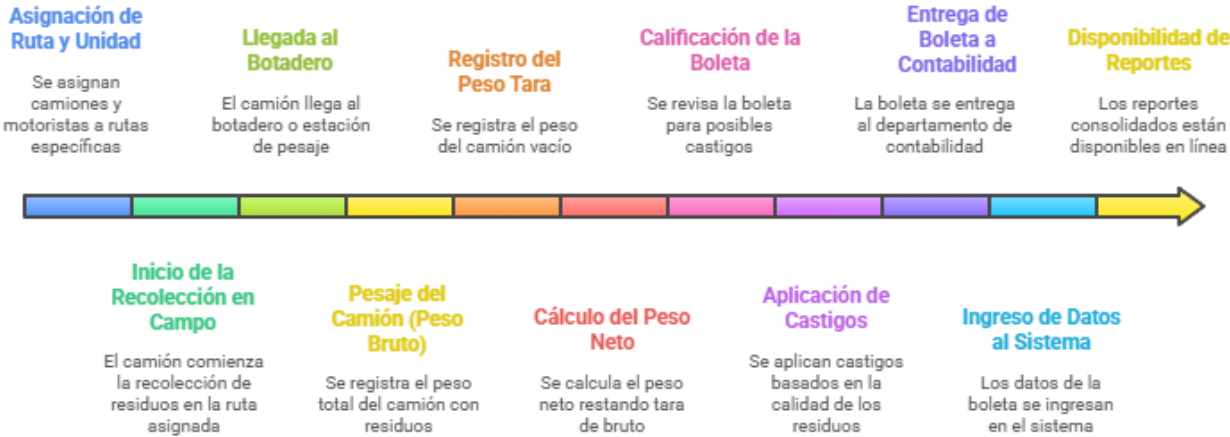 Asignación de
Ruta y Unidad
Se asignan
camiones y
motoristas a rutas
específicas
Inicio de la
Recolección en
Campo
El camión comienza
la recolección de
residuos en la ruta
asignada
Llegada al
Botadero
El camión llega al
botadero o estación
de pesaje
Pesaje del
Camión (Peso
Bruto)
Se registra el peso
total del camión con
residuos
Registro del
Peso Tara
Se registra el peso
del camión vacío
Cálculo del Peso
Neto
Se calcula el peso
neto restando tara
de bruto
Calificación de la
Boleta
Se revisa la boleta
para posibles
castigos
Aplicación de
Castigos
Se aplican castigos
basados en la
calidad de los
residuos
Entrega de
Boleta a
Contabilidad
La boleta se entrega
al departamento de
contabilidad
Ingreso de Datos
al Sistema
Los datos de la
boleta se ingresan
en el sistema
Disponibilidad de
Reportes
Los reportes
consolidados están
disponibles en línea